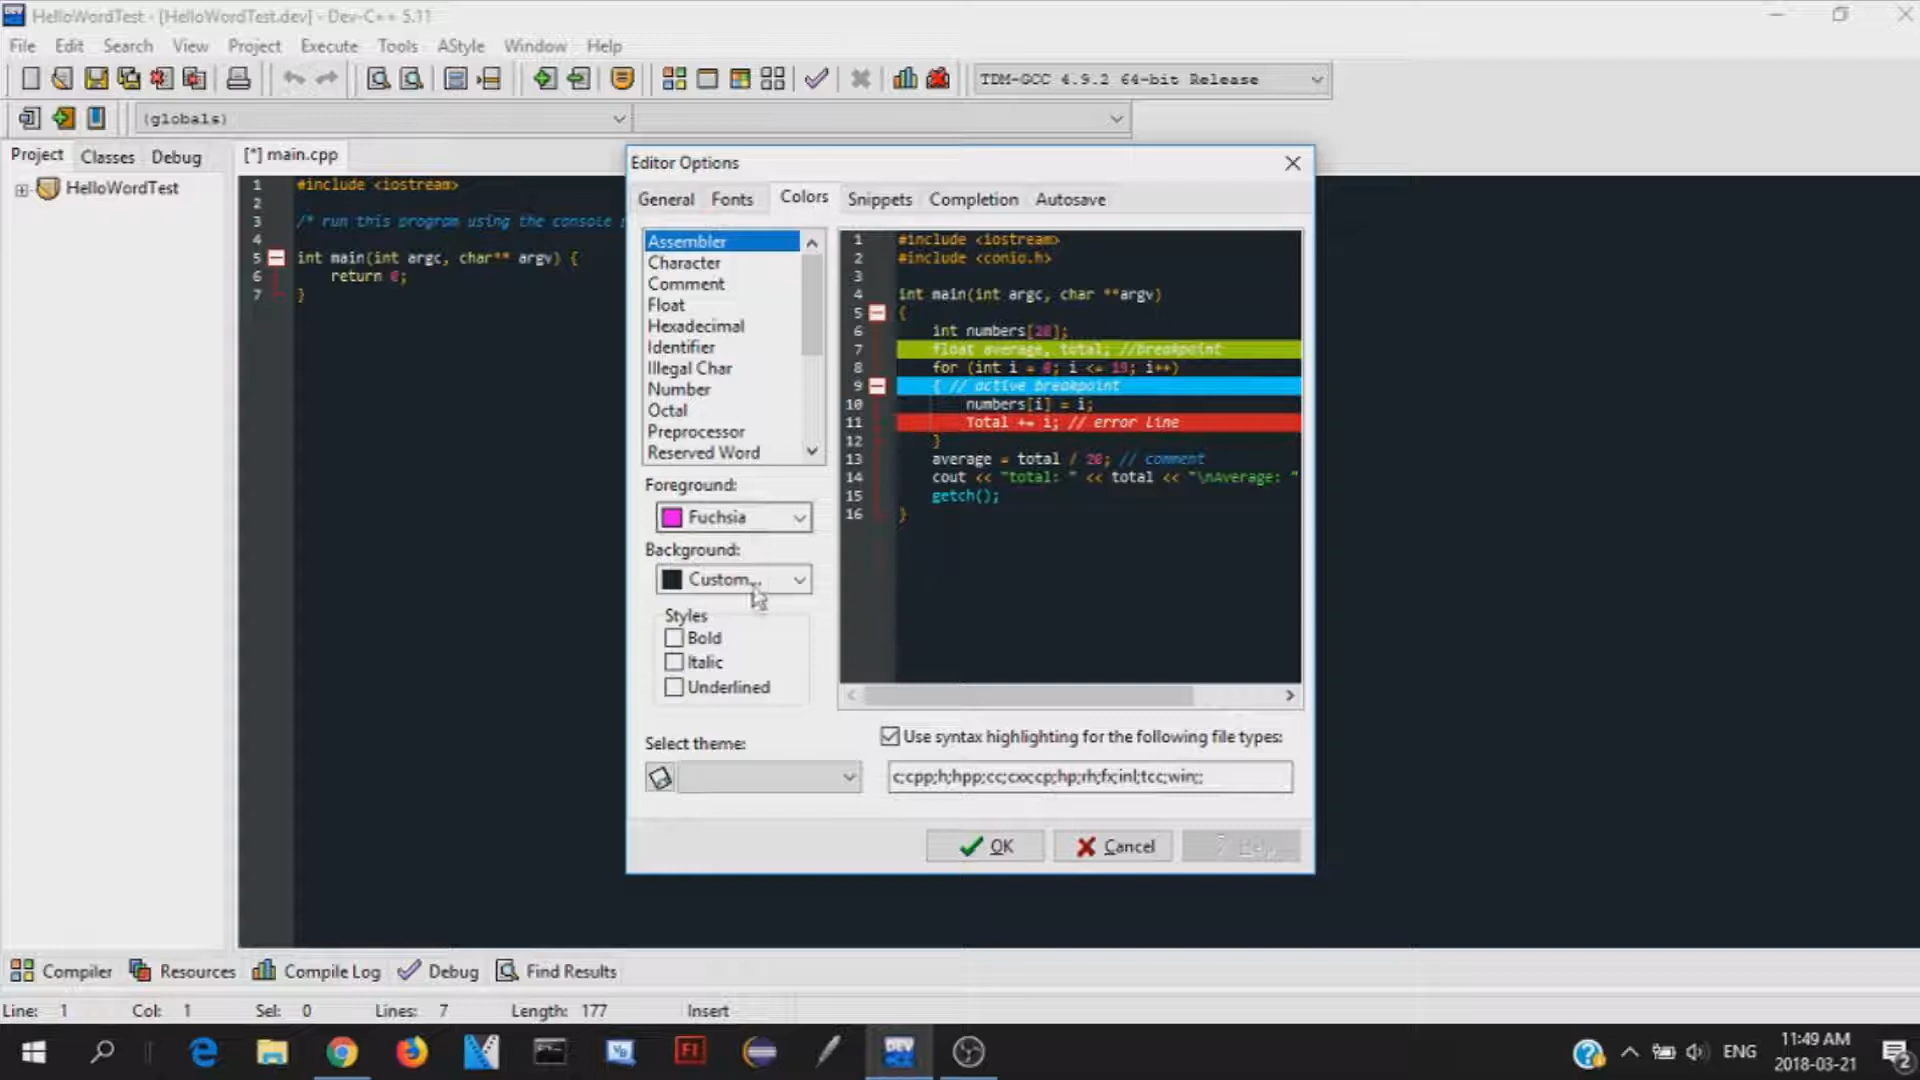 HelloWordTest - [HelloWordTest.dev] - Dev-C++ 5.11
File Edit Search View Project Execute Tools AStyle Window Help
TDM-GCC 4.9.2 64-bit Release
(globals)
Project Classes Debug
[*] main.cpp
HelloWordTest
1 #include <iostream>
2
3 /* run this program using the console
4
5 int main(int argc, char** argv) {
6 return 0;
7 }
Editor Options
General Fonts Colors Snippets Completion Autosave
Assembler
Character
Comment
Float
Hexadecimal
Identifier
Illegal Char
Number
Octal
Preprocessor
Reserved Word
Foreground:
Fuchsia
Background:
Custom...
Styles
Bold
Italic
Underlined
Select theme:
1 #include <iostream>
2 #include <conio.h>
3
4 int main(int argc, char **argv)
5 {
6 int numbers[20];
7 float average, total; //breakpoint
8 for (int i = 0; i <= 19; i++)
9 { // active breakpoint
10 numbers[i] = i;
11 Total += i; // error line
12 }
13 average = total / 20; // comment
14 cout << "total: " << total << "\nAverage: "
15 getch();
16 }
Use syntax highlighting for the following file types:
c;cpp;h;hpp;cc;cxx;cp;hp;rh;fx;inl;tcc;win;;
OK Cancel Help
Compiler Resources Compile Log Debug Find Results
Line: 1 Col: 1 Sel: 0 Lines: 7 Length: 177 Insert
DEV
FI
ENG
11:49 AM
2018-03-21
2